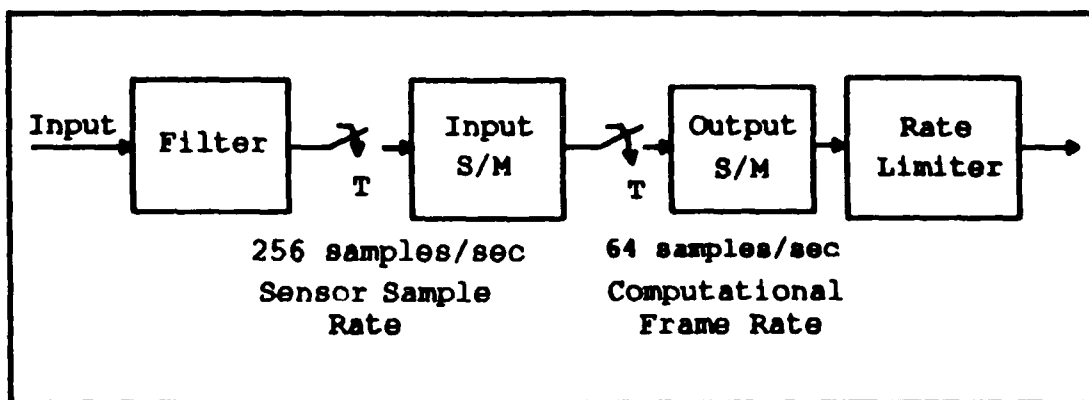 Input
Filter
T
Input
S/M
T
Output
S/M
Rate
Limiter
256 samples/sec
Sensor Sample
Rate
64 samples/sec
Computational
Frame Rate